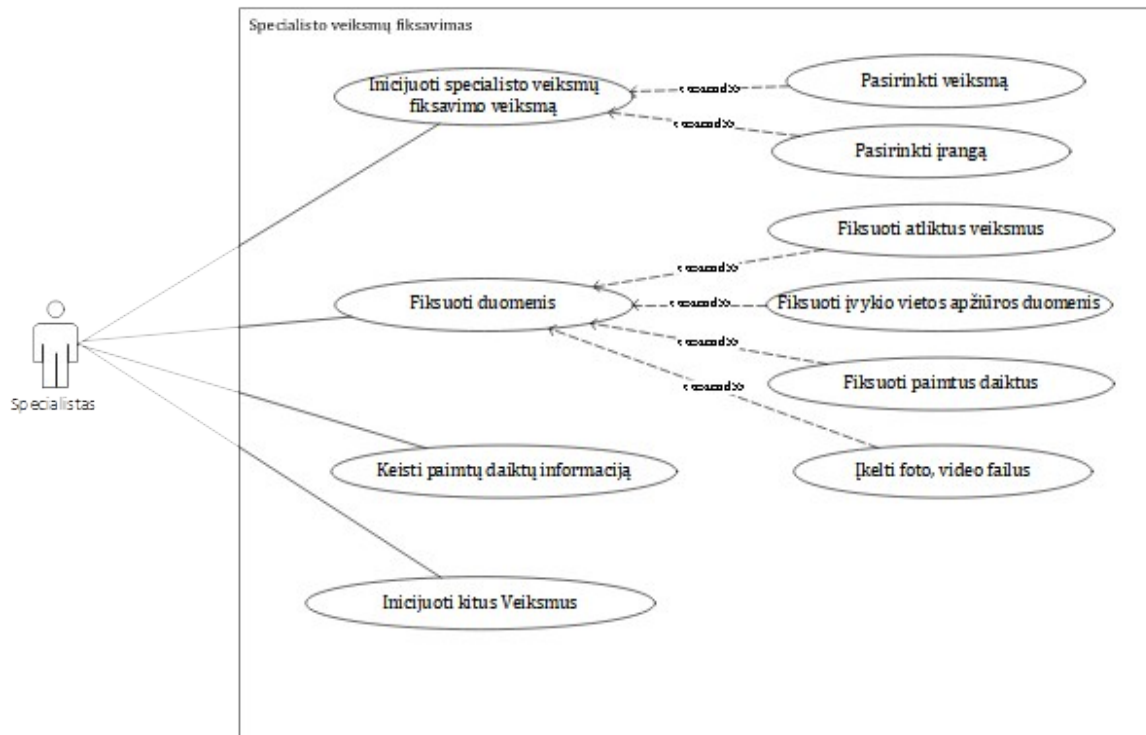 Specialisto veiksmų fiksavimas
Inicijuoti specialisto veiksmų
fiksavimo veiksmą
Pasirinkti veiksmą
Pasirinkti įrangą
Fiksuoti atliktus veiksmus
Fiksuoti duomenis
Fiksuoti įvykio vietos apžiūros duomenis
Fiksuoti paimtus daiktus
Specialistas
Keisti paimtų daiktų informaciją
Įkelti foto, video failus
Inicijuoti kitus Veiksmus